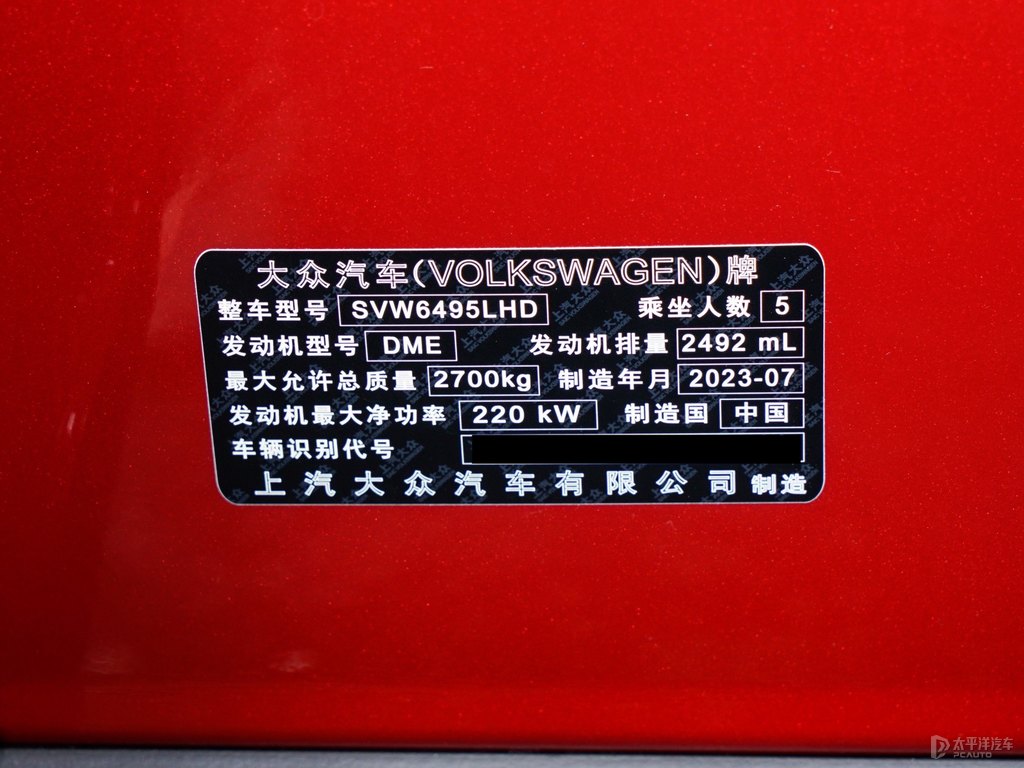 大众汽车(VOLKSWAGEN)牌
整车型号 SVW6495LHD 乘坐人数 5
发动机型号 DME 发动机排量 2492 mL
最大允许总质量 2700kg 制造年月 2023-07
发动机最大净功率 220 kW 制造国 中国
车辆识别代号
上汽大众汽车有限公司 制造
太平洋汽车
PCAUTO